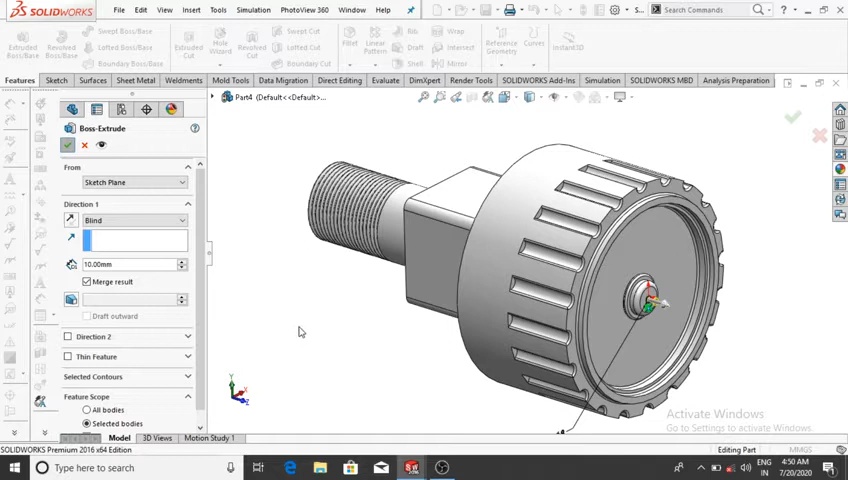 SOLIDWORKS File Edit View Insert Tools Simulation PhotoView 360 Window Help S... Search Commands
Extruded Boss/Base Revolved Boss/Base Swept Boss/Base Lofted Boss/Base Boundary Boss/Base Extruded Cut Hole Wizard Revolved Cut Swept Cut Lofted Cut Boundary Cut Fillet Linear Pattern Rib Draft Shell Wrap Intersect Mirror Reference Geometry Curves Instant3D
Features Sketch Surfaces Sheet Metal Weldments Mold Tools Data Migration Direct Editing Evaluate DimXpert Render Tools SOLIDWORKS Add-Ins Simulation SOLIDWORKS MBD Analysis Preparation
Part4 (Default<<Default>...
Boss-Extrude
From
Sketch Plane
Direction 1
Blind
10.00mm
Merge result
Draft outward
Direction 2
Thin Feature
Selected Contours
Feature Scope
All bodies
Selected bodies
Activate Windows
Go to Settings to activate Windows.
Model 3D Views Motion Study 1
SOLIDWORKS Premium 2016 x64 Edition Editing Part MMGS
Type here to search
ENG
IN
4:50 AM
7/20/2020